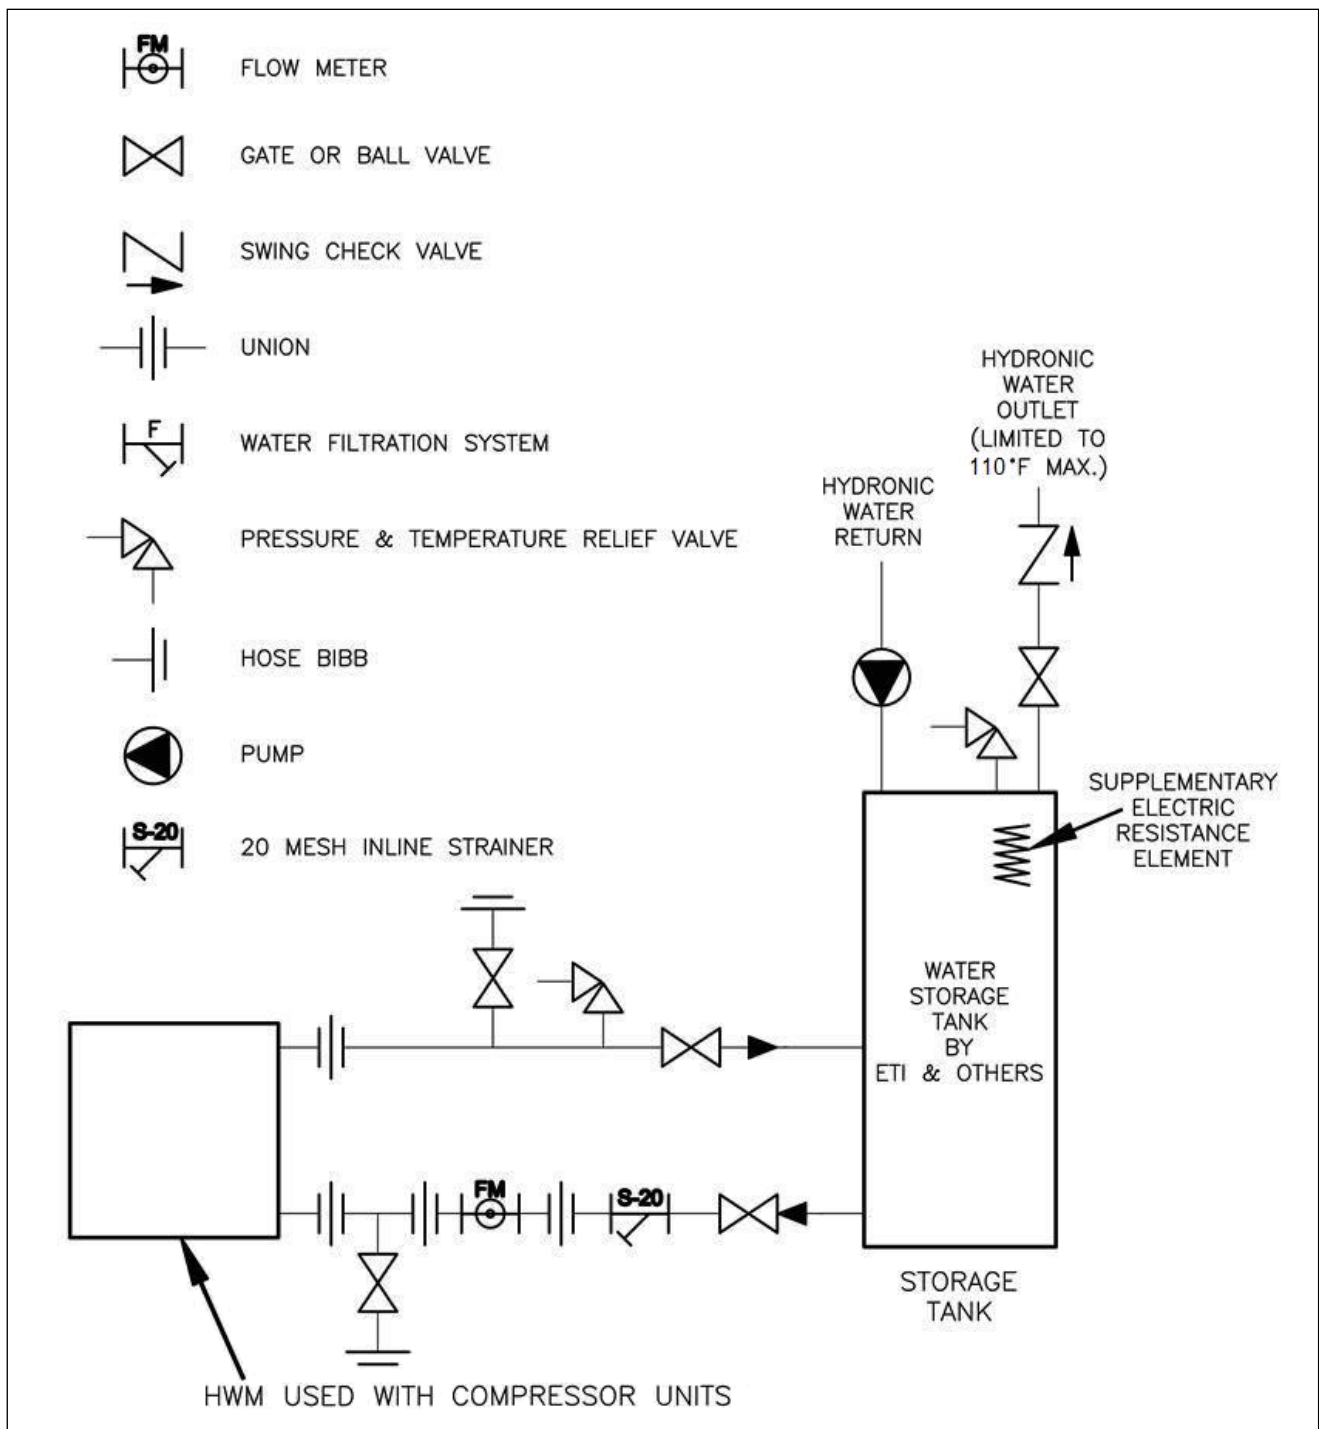 FM
FLOW METER
GATE OR BALL VALVE
SWING CHECK VALVE
UNION
F
WATER FILTRATION SYSTEM
PRESSURE & TEMPERATURE RELIEF VALVE
HOSE BIBB
PUMP
S-20
20 MESH INLINE STRAINER
HYDRONIC
WATER
OUTLET
(LIMITED TO
110°F MAX.)
HYDRONIC
WATER
RETURN
SUPPLEMENTARY
ELECTRIC
RESISTANCE
ELEMENT
WATER
STORAGE
TANK
BY
ETI & OTHERS
FM
S-20
STORAGE
TANK
HWM USED WITH COMPRESSOR UNITS